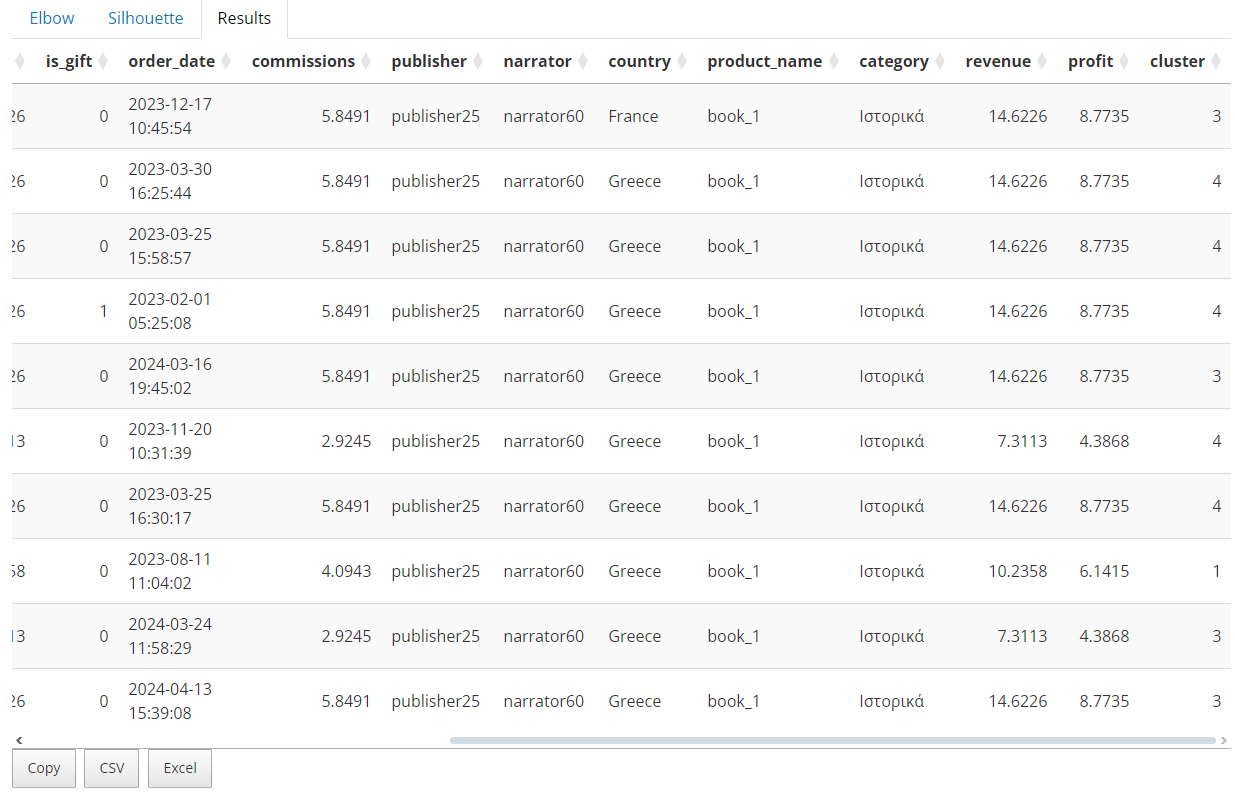 Elbow Silhouette Results
is_gift order_date commissions publisher narrator country product_name category revenue profit cluster
26 0 2023-12-17 10:45:54 5.8491 publisher25 narrator60 France book_1 Ιστορικά 14.6226 8.7735 3
26 0 2023-03-30 16:25:44 5.8491 publisher25 narrator60 Greece book_1 Ιστορικά 14.6226 8.7735 4
26 0 2023-03-25 15:58:57 5.8491 publisher25 narrator60 Greece book_1 Ιστορικά 14.6226 8.7735 4
26 1 2023-02-01 05:25:08 5.8491 publisher25 narrator60 Greece book_1 Ιστορικά 14.6226 8.7735 4
26 0 2024-03-16 19:45:02 5.8491 publisher25 narrator60 Greece book_1 Ιστορικά 14.6226 8.7735 3
13 0 2023-11-20 10:31:39 2.9245 publisher25 narrator60 Greece book_1 Ιστορικά 7.3113 4.3868 4
26 0 2023-03-25 16:30:17 5.8491 publisher25 narrator60 Greece book_1 Ιστορικά 14.6226 8.7735 4
58 0 2023-08-11 11:04:02 4.0943 publisher25 narrator60 Greece book_1 Ιστορικά 10.2358 6.1415 1
13 0 2024-03-24 11:58:29 2.9245 publisher25 narrator60 Greece book_1 Ιστορικά 7.3113 4.3868 3
26 0 2024-04-13 15:39:08 5.8491 publisher25 narrator60 Greece book_1 Ιστορικά 14.6226 8.7735 3
Copy CSV Excel